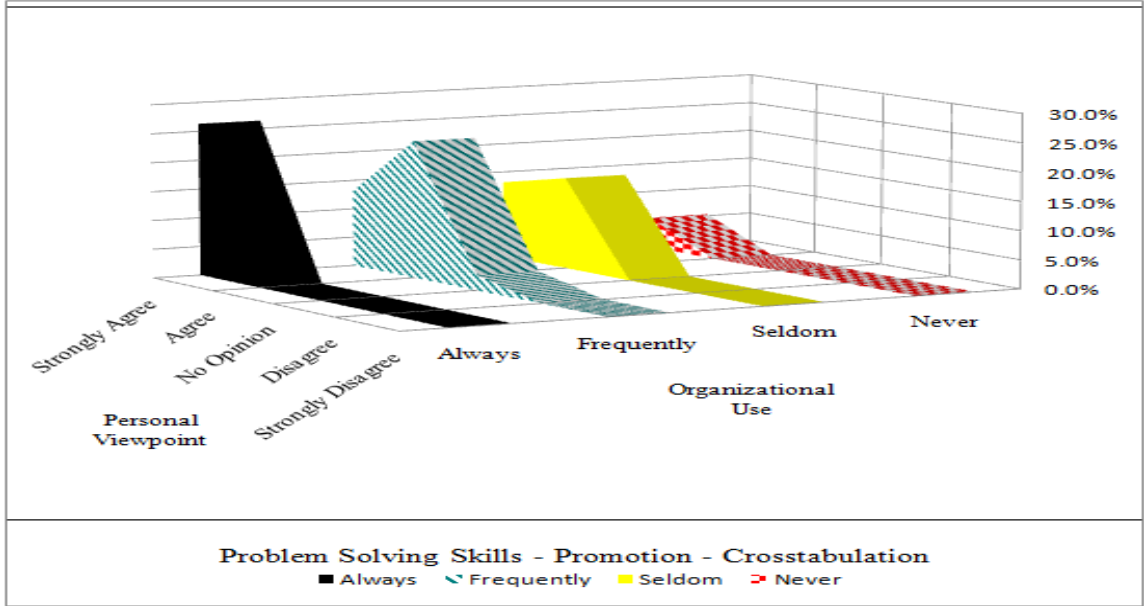 30.0%
25.0%
20.0%
15.0%
10.0%
5.0%
0.0%
Strongly Agree
Agree
No Opinion
Disagree
Strongly Disagree
Always
Frequently
Seldom
Never
Personal
Viewpoint
Organizational
Use
Problem Solving Skills - Promotion - Crosstabulation
Always Frequently Seldom Never